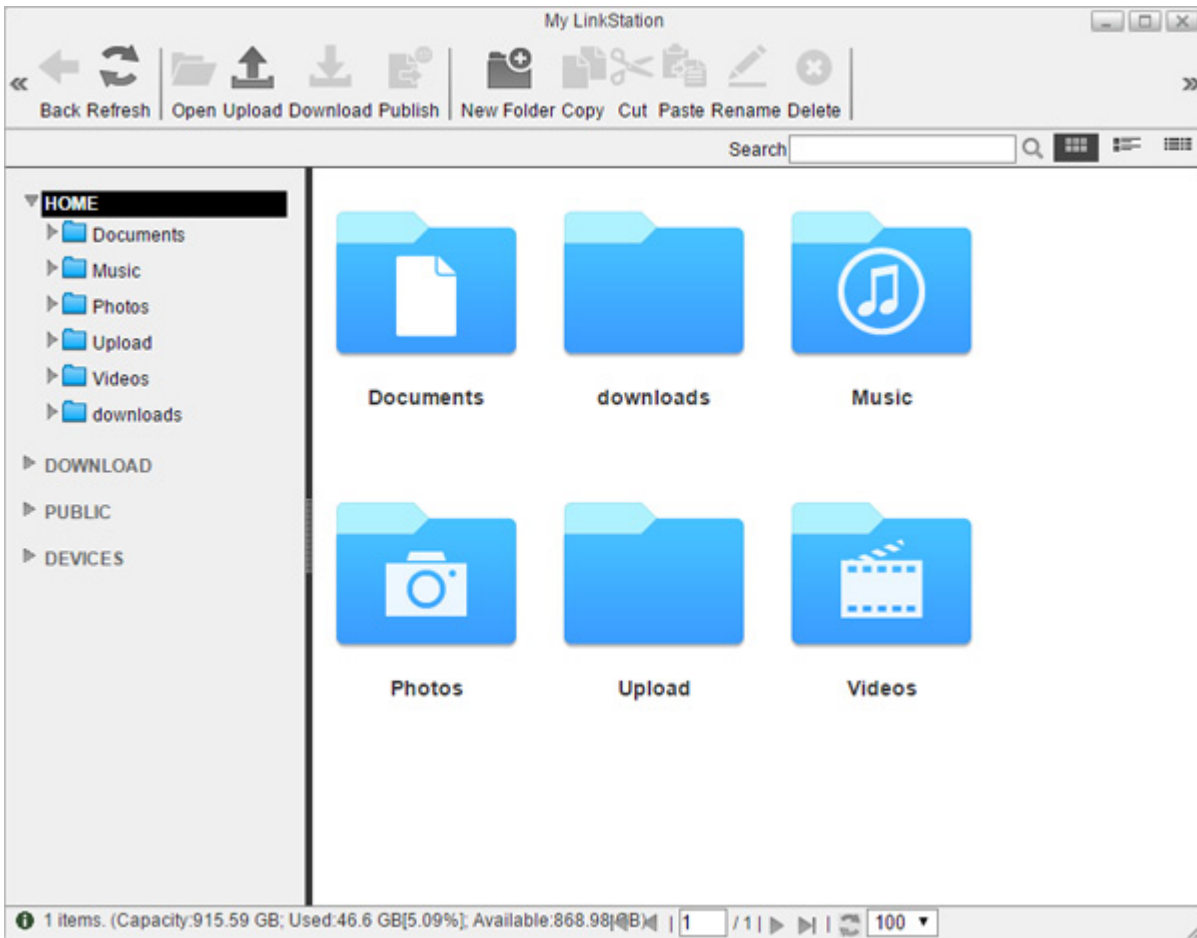 My LinkStation
Back Refresh Open Upload Download Publish New Folder Copy Cut Paste Rename Delete
Search
HOME
Documents
Music
Photos
Upload
Videos
downloads
DOWNLOAD
PUBLIC
DEVICES
Documents downloads Music
Photos Upload Videos
1 items. (Capacity:915.59 GB; Used:46.6 GB[5.09%]; Available:868.98 GB) | 1 / 1 | | 100